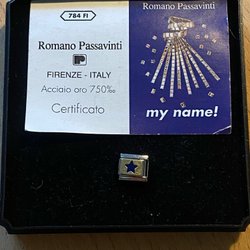 784 FI
Romano Passavinti
FIRENZE - ITALY
Acciaio oro 750‰
Certificato
Romano Passavinti
my name!